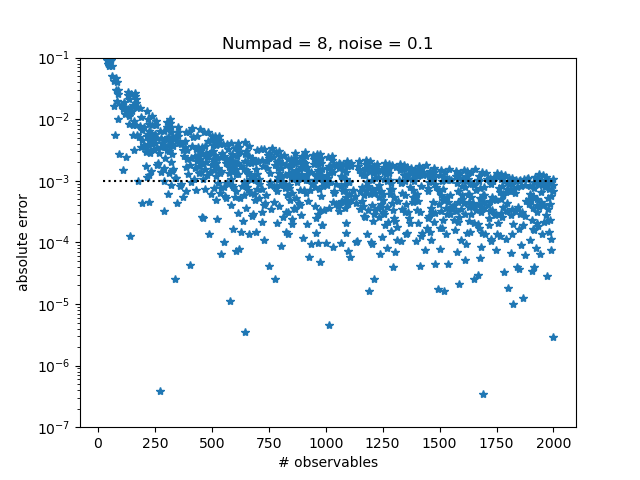 Numpad = 8, noise = 0.1
absolute error
10⁻¹
10⁻²
10⁻³
10⁻⁴
10⁻⁵
10⁻⁶
10⁻⁷
0 250 500 750 1000 1250 1500 1750 2000
# observables